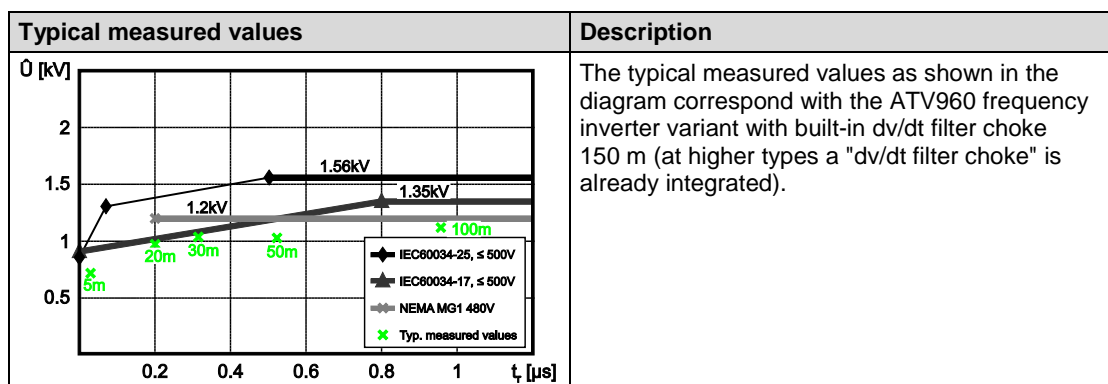 Typical measured values
Description
Û [kV]
2
1.5
1
0.5
1.56kV
1.35kV
1.2kV
5m
20m
30m
50m
100m
IEC60034-25, ≤ 500V
IEC60034-17, ≤ 500V
NEMA MG1 480V
Typ. measured values
0.2
0.4
0.6
0.8
1
tr [µs]
The typical measured values as shown in the
diagram correspond with the ATV960 frequency
inverter variant with built-in dv/dt filter choke
150 m (at higher types a "dv/dt filter choke" is
already integrated).